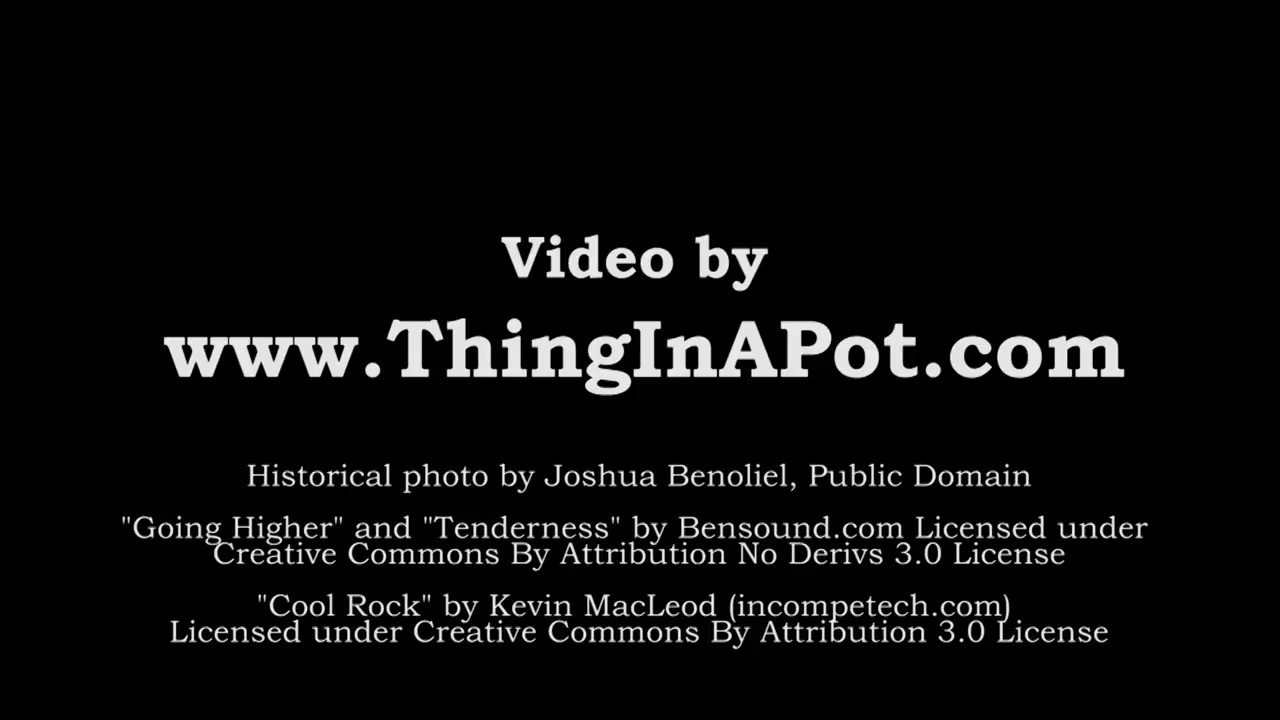 Video by
www.ThingInAPot.com
Historical photo by Joshua Benoliel, Public Domain
"Going Higher" and "Tenderness" by Bensound.com Licensed under
Creative Commons By Attribution No Derivs 3.0 License
"Cool Rock" by Kevin MacLeod (incompetech.com)
Licensed under Creative Commons By Attribution 3.0 License